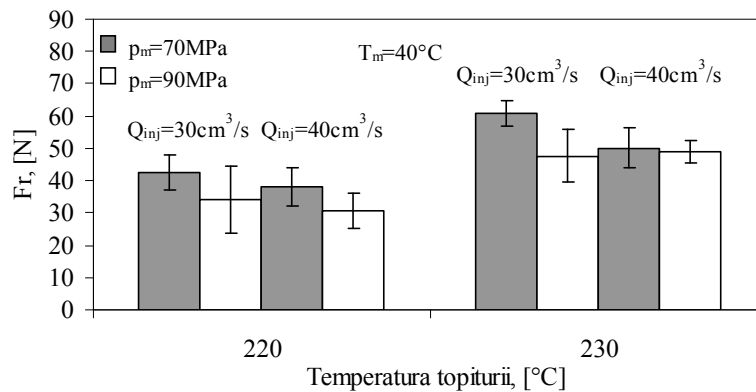 90
80
70
60
50
40
30
20
10
0
Fr, [N]
pm=70MPa
pm=90MPa
Tm=40°C
Qinj=30cm³/s Qinj=40cm³/s
Qinj=30cm³/s Qinj=40cm³/s
220 230
Temperatura topiturii, [°C]